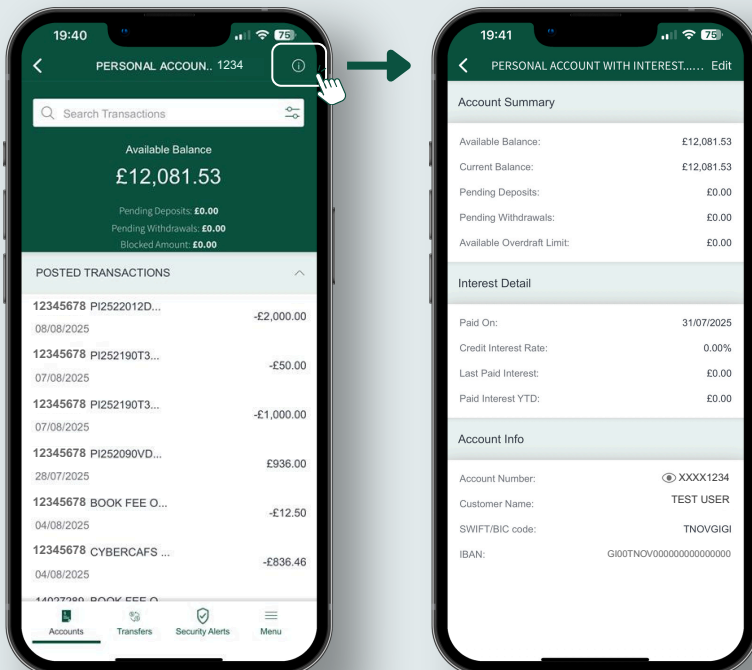 19:40
75
PERSONAL ACCOUN.. 1234
Search Transactions
Available Balance
£12,081.53
Pending Deposits: £0.00
Pending Withdrawals: £0.00
Blocked Amount: £0.00
POSTED TRANSACTIONS
12345678 PI2522012D...
-£2,000.00
08/08/2025
12345678 PI252190T3...
-£50.00
07/08/2025
12345678 PI252190T3...
-£1,000.00
07/08/2025
12345678 PI252090VD...
£936.00
28/07/2025
12345678 BOOK FEE O...
-£12.50
04/08/2025
12345678 CYBERCAFS ...
-£836.46
04/08/2025
14027289 BOOK FEE O
Accounts Transfers Security Alerts Menu
19:41
75
PERSONAL ACCOUNT WITH INTEREST...... Edit
Account Summary
Available Balance: £12,081.53
Current Balance: £12,081.53
Pending Deposits: £0.00
Pending Withdrawals: £0.00
Available Overdraft Limit: £0.00
Interest Detail
Paid On: 31/07/2025
Credit Interest Rate: 0.00%
Last Paid Interest: £0.00
Paid Interest YTD: £0.00
Account Info
Account Number: XXXX1234
Customer Name: TEST USER
SWIFT/BIC code: TNOVGIGI
IBAN: GI00TNOV000000000000000